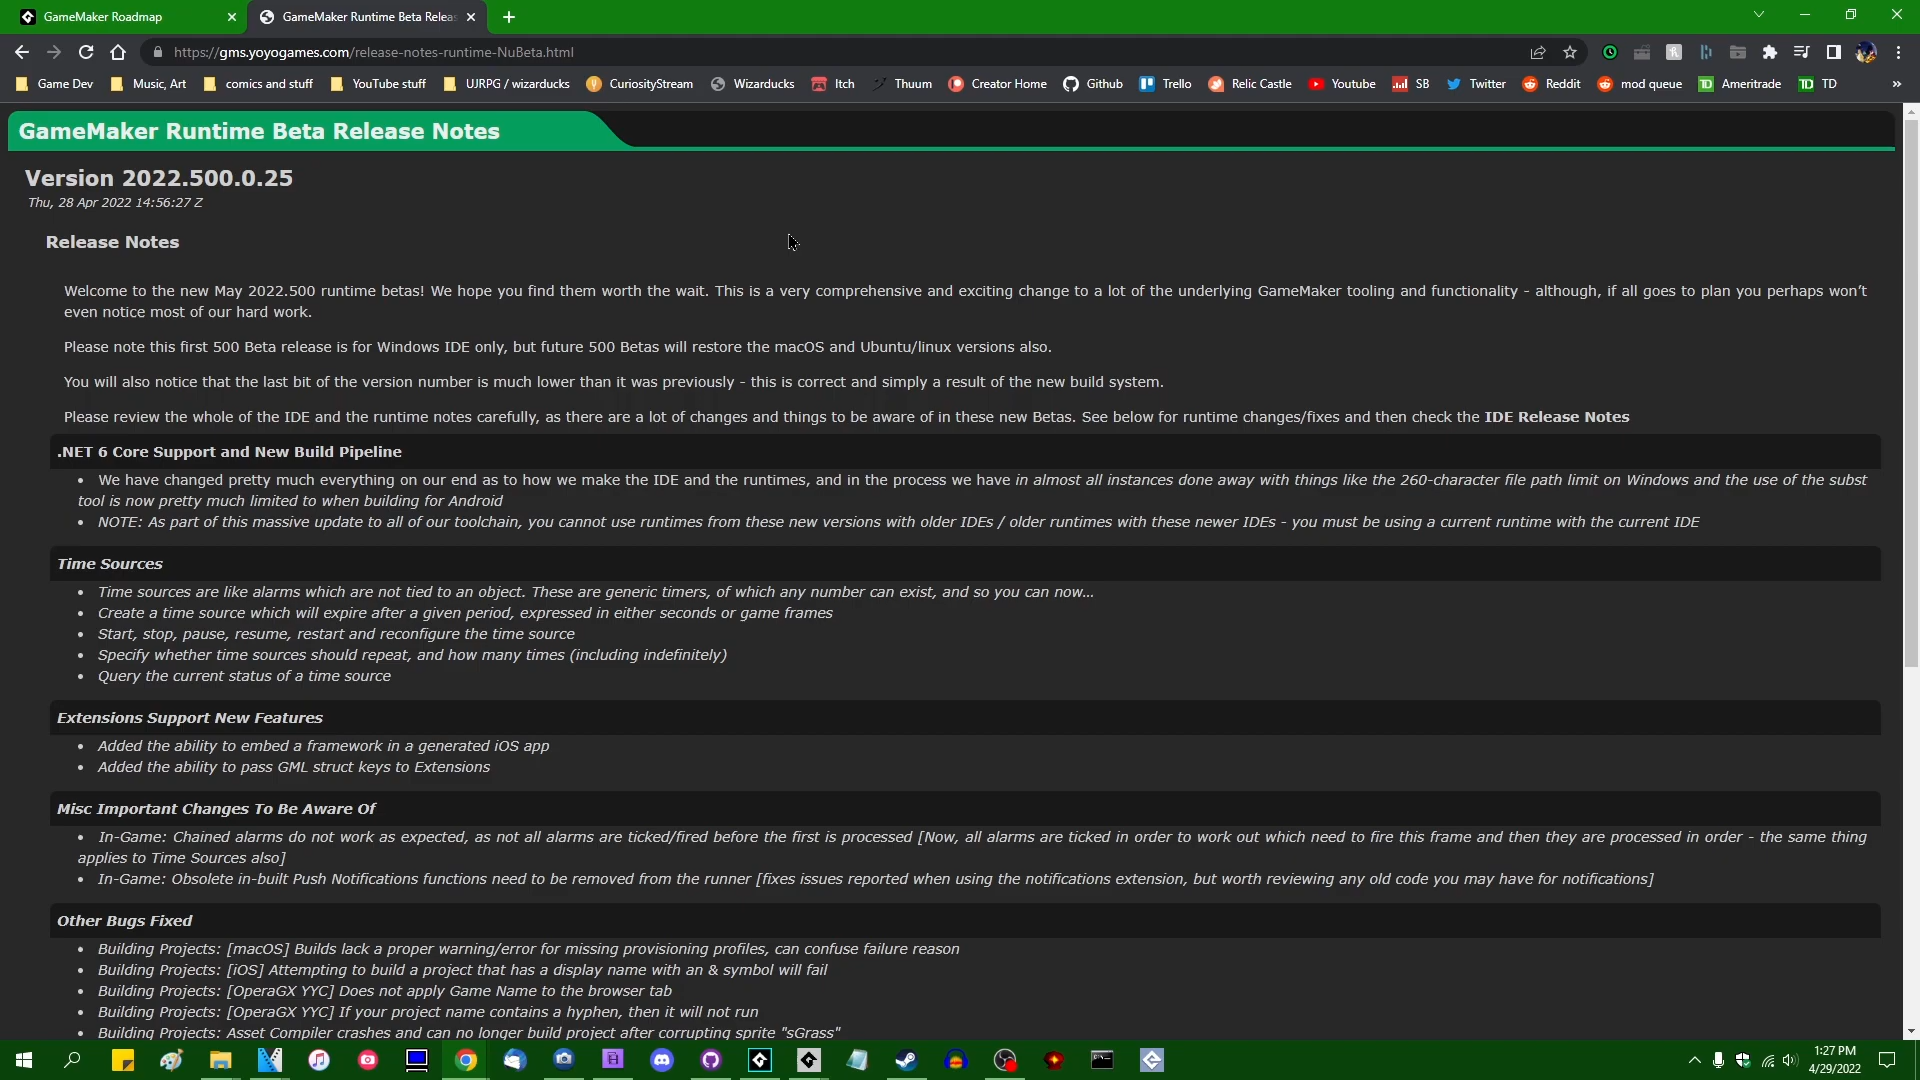 GameMaker Roadmap
GameMaker Runtime Beta Releas
https://gms.yoyogames.com/release-notes-runtime-NuBeta.html
Game Dev
Music, Art
comics and stuff
YouTube stuff
UJRPG / wizarducks
CuriosityStream
Wizarducks
Itch
Thuum
Creator Home
Github
Trello
Relic Castle
Youtube
SB
Twitter
Reddit
mod queue
Ameritrade
TD
GameMaker Runtime Beta Release Notes
Version 2022.500.0.25
Thu, 28 Apr 2022 14:56:27 Z
Release Notes
Welcome to the new May 2022.500 runtime betas! We hope you find them worth the wait. This is a very comprehensive and exciting change to a lot of the underlying GameMaker tooling and functionality - although, if all goes to plan you perhaps won't
even notice most of our hard work.
Please note this first 500 Beta release is for Windows IDE only, but future 500 Betas will restore the macOS and Ubuntu/linux versions also.
You will also notice that the last bit of the version number is much lower than it was previously - this is correct and simply a result of the new build system.
Please review the whole of the IDE and the runtime notes carefully, as there are a lot of changes and things to be aware of in these new Betas. See below for runtime changes/fixes and then check the IDE Release Notes
.NET 6 Core Support and New Build Pipeline
• We have changed pretty much everything on our end as to how we make the IDE and the runtimes, and in the process we have in almost all instances done away with things like the 260-character file path limit on Windows and the use of the subst
tool is now pretty much limited to when building for Android
• NOTE: As part of this massive update to all of our toolchain, you cannot use runtimes from these new versions with older IDEs / older runtimes with these newer IDEs - you must be using a current runtime with the current IDE
Time Sources
• Time sources are like alarms which are not tied to an object. These are generic timers, of which any number can exist, and so you can now...
• Create a time source which will expire after a given period, expressed in either seconds or game frames
• Start, stop, pause, resume, restart and reconfigure the time source
• Specify whether time sources should repeat, and how many times (including indefinitely)
• Query the current status of a time source
Extensions Support New Features
• Added the ability to embed a framework in a generated iOS app
• Added the ability to pass GML struct keys to Extensions
Misc Important Changes To Be Aware Of
• In-Game: Chained alarms do not work as expected, as not all alarms are ticked/fired before the first is processed [Now, all alarms are ticked in order to work out which need to fire this frame and then they are processed in order - the same thing
applies to Time Sources also]
• In-Game: Obsolete in-built Push Notifications functions need to be removed from the runner [fixes issues reported when using the notifications extension, but worth reviewing any old code you may have for notifications]
Other Bugs Fixed
• Building Projects: [macOS] Builds lack a proper warning/error for missing provisioning profiles, can confuse failure reason
• Building Projects: [iOS] Attempting to build a project that has a display name with an & symbol will fail
• Building Projects: [OperaGX YYC] Does not apply Game Name to the browser tab
• Building Projects: [OperaGX YYC] If your project name contains a hyphen, then it will not run
• Building Projects: Asset Compiler crashes and can no longer build project after corrupting sprite "sGrass"
1:27 PM
4/29/2022